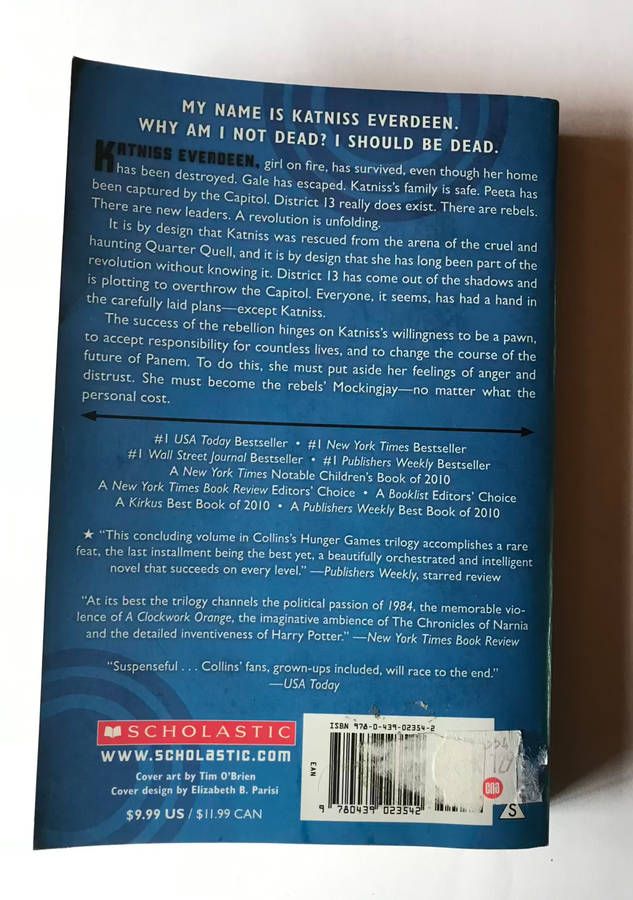 MY NAME IS KATNISS EVERDEEN.
WHY AM I NOT DEAD? I SHOULD BE DEAD.
KATNISS EVERDEEN, girl on fire, has survived, even though her home
has been destroyed. Gale has escaped. Katniss's family is safe. Peeta has
been captured by the Capitol. District 13 really does exist. There are rebels.
There are new leaders. A revolution is unfolding.
It is by design that Katniss was rescued from the arena of the cruel and
haunting Quarter Quell, and it is by design that she has long been part of the
revolution without knowing it. District 13 has come out of the shadows and
is plotting to overthrow the Capitol. Everyone, it seems, has had a hand in
the carefully laid plans—except Katniss.
The success of the rebellion hinges on Katniss's willingness to be a pawn,
to accept responsibility for countless lives, and to change the course of the
future of Panem. To do this, she must put aside her feelings of anger and
distrust. She must become the rebels' Mockingjay—no matter what the
personal cost.
#1 USA Today Bestseller • #1 New York Times Bestseller
#1 Wall Street Journal Bestseller • #1 Publishers Weekly Bestseller
A New York Times Notable Children's Book of 2010
A New York Times Book Review Editors' Choice • A Booklist Editors' Choice
A Kirkus Best Book of 2010 • A Publishers Weekly Best Book of 2010
★ "This concluding volume in Collins's Hunger Games trilogy accomplishes a rare
feat, the last installment being the best yet, a beautifully orchestrated and intelligent
novel that succeeds on every level." —Publishers Weekly, starred review
"At its best the trilogy channels the political passion of 1984, the memorable vio-
lence of A Clockwork Orange, the imaginative ambience of The Chronicles of Narnia
and the detailed inventiveness of Harry Potter." —New York Times Book Review
"Suspenseful . . . Collins' fans, grown-ups included, will race to the end."
—USA Today
SCHOLASTIC
www.scholastic.com
Cover art by Tim O'Brien
Cover design by Elizabeth B. Parisi
$9.99 US / $11.99 CAN
ISBN 978-0-439-02354-2
EAN
9 780439 023542
S